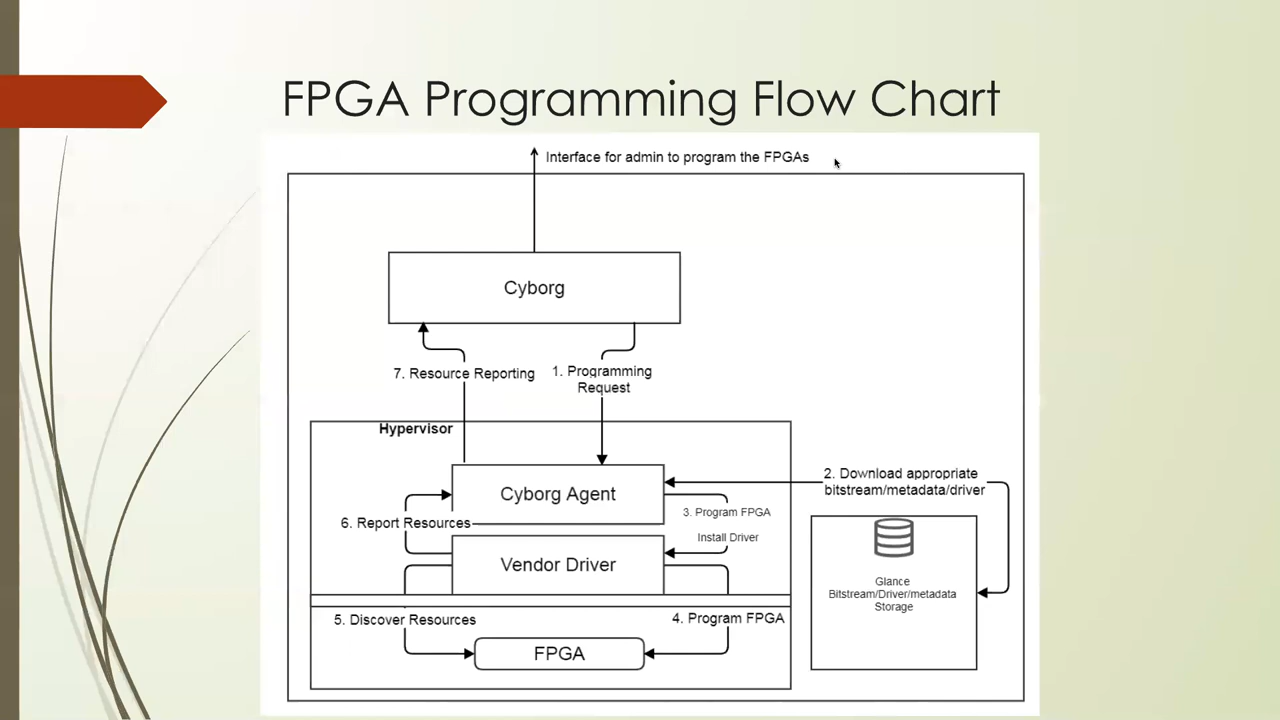 FPGA Programming Flow Chart
Interface for admin to program the FPGAs
Cyborg
7. Resource Reporting
1. Programming
Request
Hypervisor
Cyborg Agent
2. Download appropriate
bitstream/metadata/driver
3. Program FPGA
Install Driver
6. Report Resources
Vendor Driver
Glance
Bitstream/Driver/metadata
Storage
5. Discover Resources
4. Program FPGA
FPGA